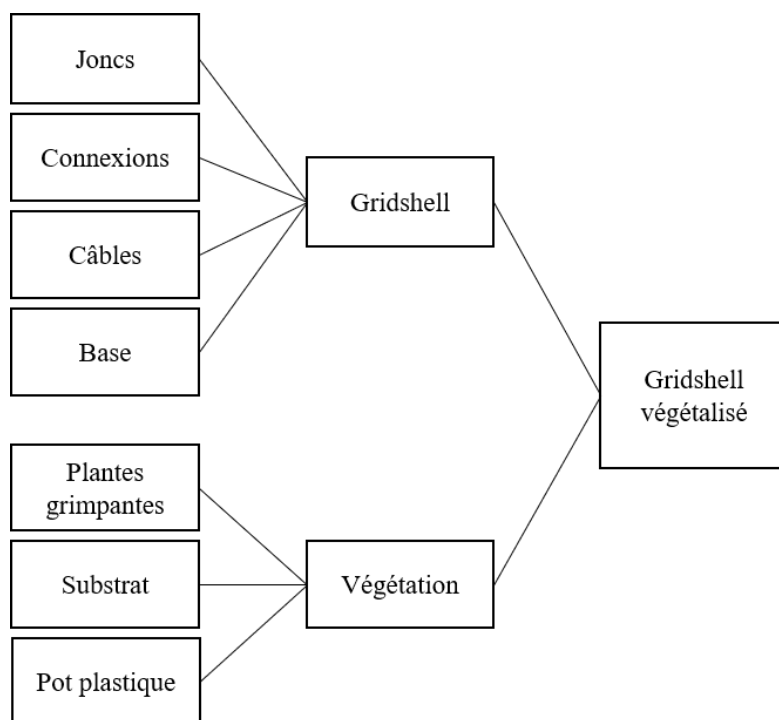 Joncs
Connexions
Câbles
Base
Gridshell
Plantes
grimpantes
Substrat
Pot plastique
Végétation
Gridshell
végétalisé